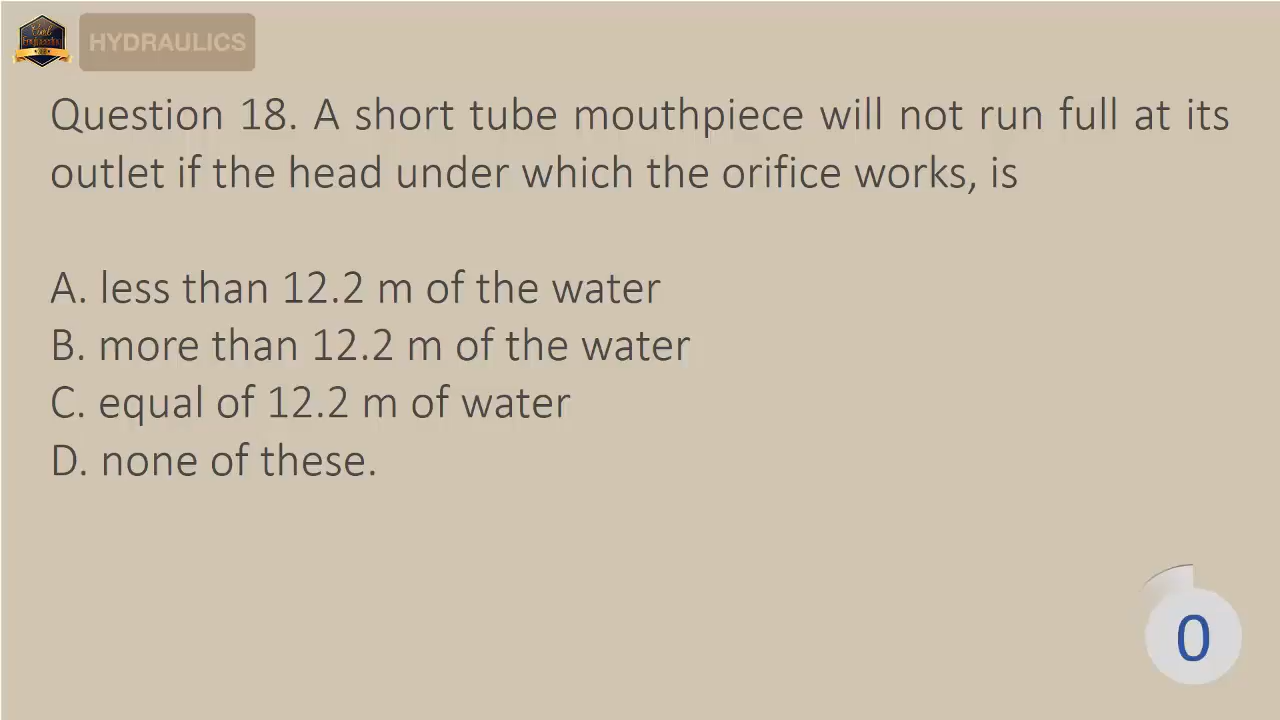 Civil
Engineering
HYDRAULICS
Question 18. A short tube mouthpiece will not run full at its
outlet if the head under which the orifice works, is
A. less than 12.2 m of the water
B. more than 12.2 m of the water
C. equal of 12.2 m of water
D. none of these.
0